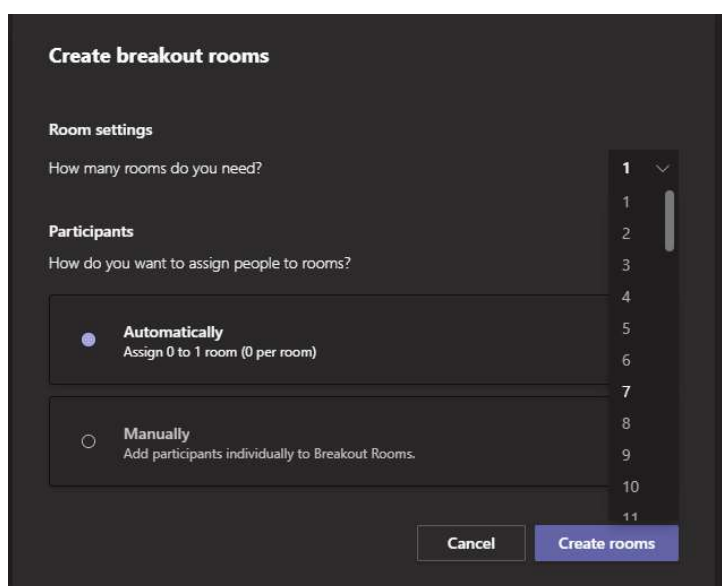 Create breakout rooms
Room settings
How many rooms do you need?
1
1
2
3
4
5
6
7
8
9
10
11
Participants
How do you want to assign people to rooms?
Automatically
Assign 0 to 1 room (0 per room)
Manually
Add participants individually to Breakout Rooms.
Cancel
Create rooms